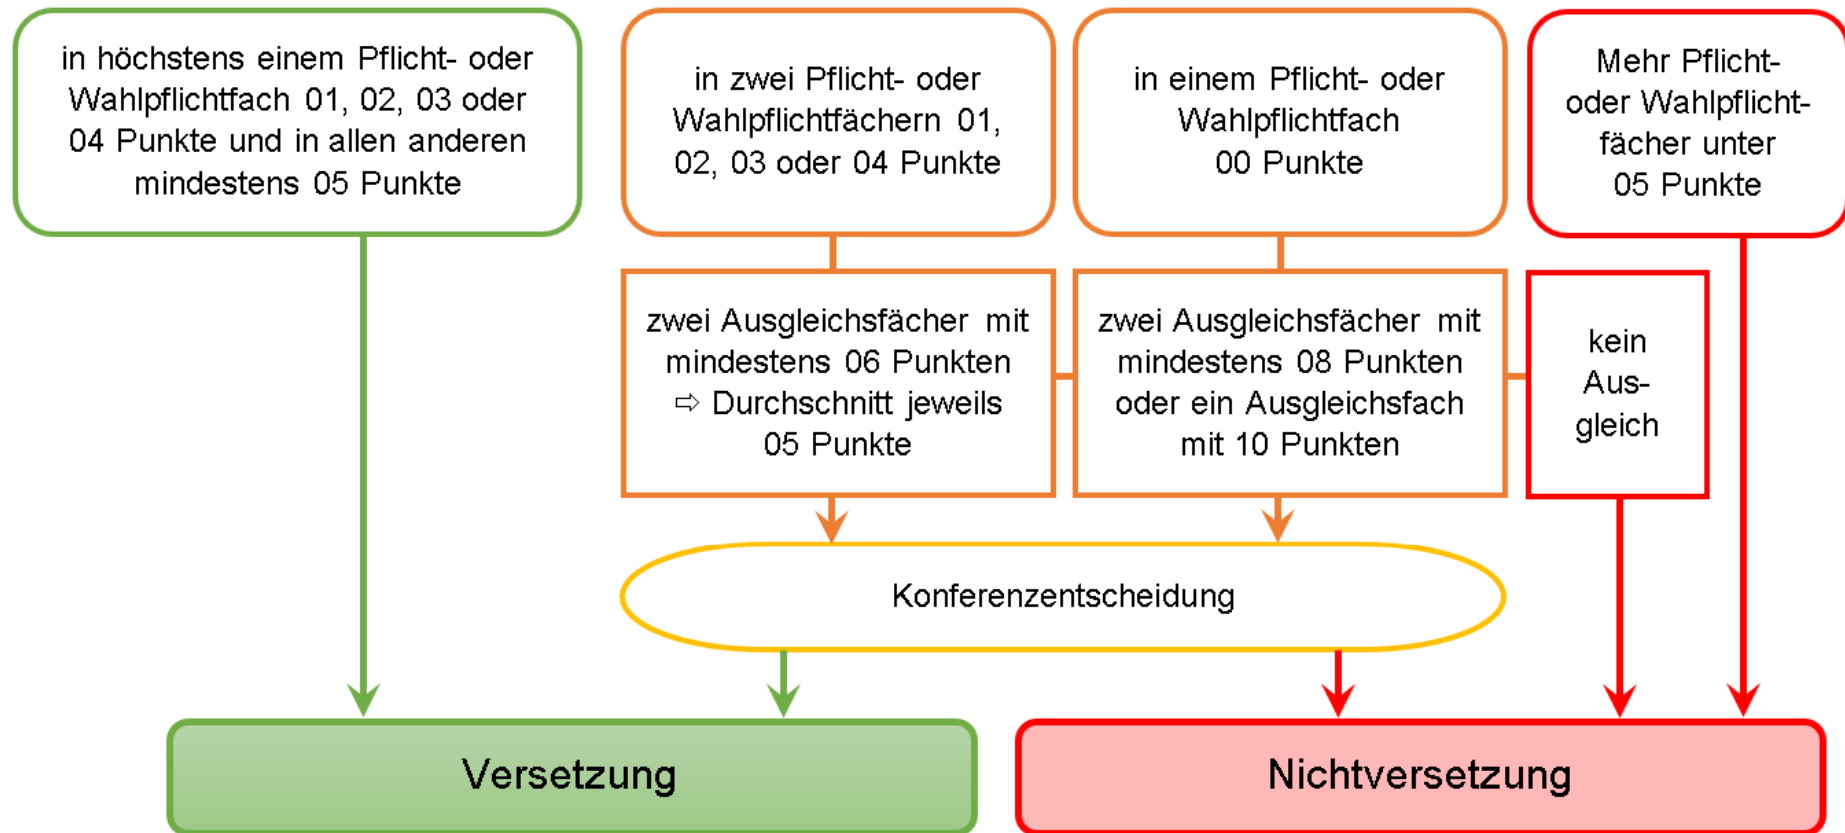 in höchstens einem Pflicht- oder
Wahlpflichtfach 01, 02, 03 oder
04 Punkte und in allen anderen
mindestens 05 Punkte
in zwei Pflicht- oder
Wahlpflichtfächern 01,
02, 03 oder 04 Punkte
in einem Pflicht- oder
Wahlpflichtfach
00 Punkte
Mehr Pflicht-
oder Wahlpflicht-
fächer unter
05 Punkte
zwei Ausgleichsfächer mit
mindestens 06 Punkten
⇨ Durchschnitt jeweils
05 Punkte
zwei Ausgleichsfächer mit
mindestens 08 Punkten
oder ein Ausgleichsfach
mit 10 Punkten
kein
Aus-
gleich
Konferenzentscheidung
Versetzung
Nichtversetzung